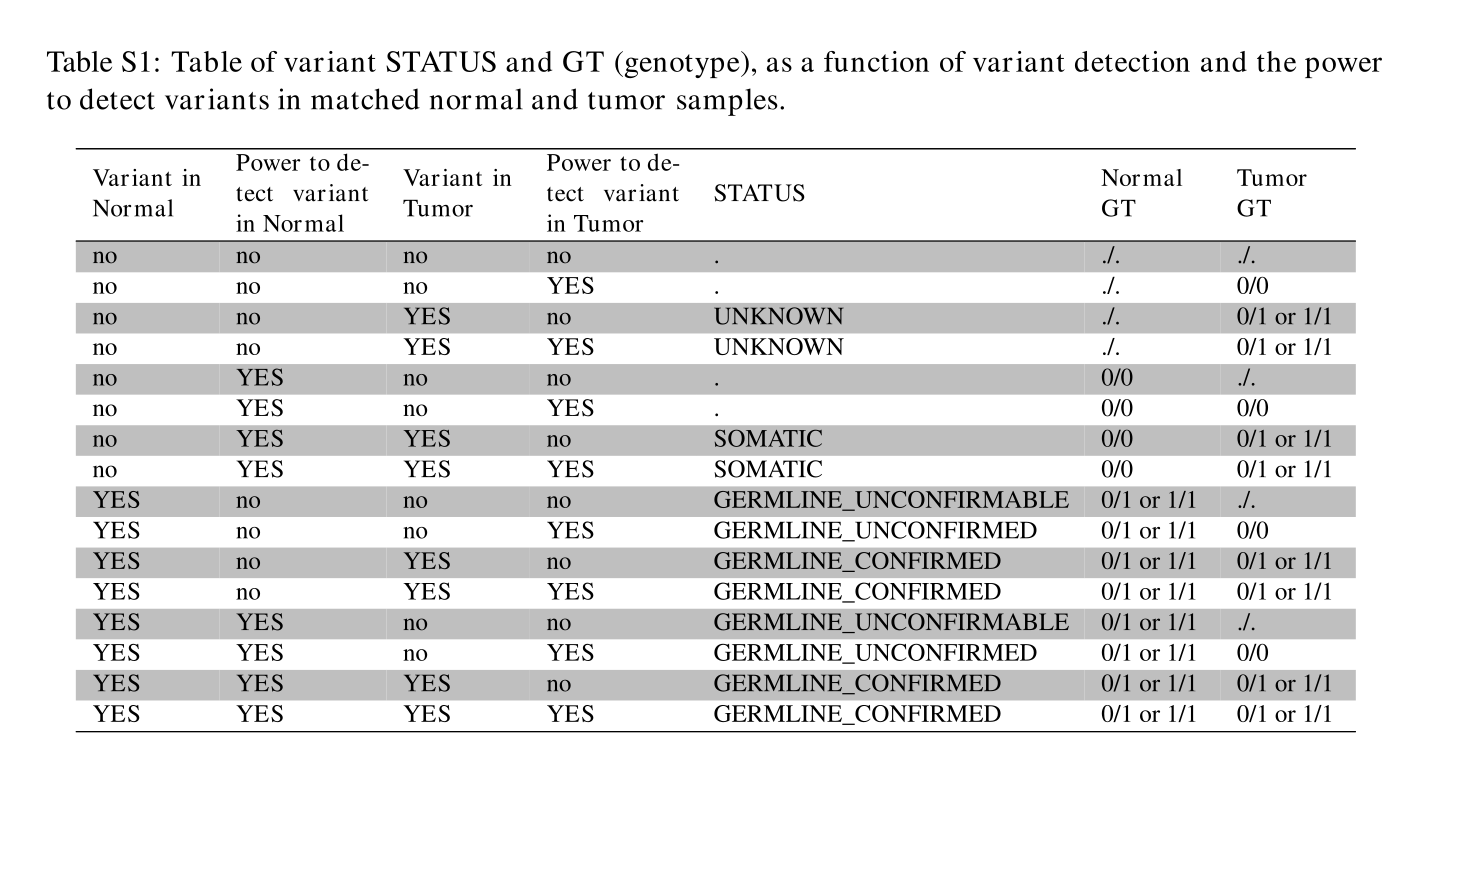 Table S1: Table of variant STATUS and GT (genotype), as a function of variant detection and the power
to detect variants in matched normal and tumor samples.
Variant in Normal Power to de-tect variant in Normal Variant in Tumor Power to de-tect variant in Tumor STATUS Normal GT Tumor GT
no no no no . ./. ./.
no no no YES . ./. 0/0
no no YES no UNKNOWN ./. 0/1 or 1/1
no no YES YES UNKNOWN ./. 0/1 or 1/1
no YES no no . 0/0 ./.
no YES no YES . 0/0 0/0
no YES YES no SOMATIC 0/0 0/1 or 1/1
no YES YES YES SOMATIC 0/0 0/1 or 1/1
YES no no no GERMLINE_UNCONFIRMABLE 0/1 or 1/1 ./.
YES no no YES GERMLINE_UNCONFIRMED 0/1 or 1/1 0/0
YES no YES no GERMLINE_CONFIRMED 0/1 or 1/1 0/1 or 1/1
YES no YES YES GERMLINE_CONFIRMED 0/1 or 1/1 0/1 or 1/1
YES YES no no GERMLINE_UNCONFIRMABLE 0/1 or 1/1 ./.
YES YES no YES GERMLINE_UNCONFIRMED 0/1 or 1/1 0/0
YES YES YES no GERMLINE_CONFIRMED 0/1 or 1/1 0/1 or 1/1
YES YES YES YES GERMLINE_CONFIRMED 0/1 or 1/1 0/1 or 1/1